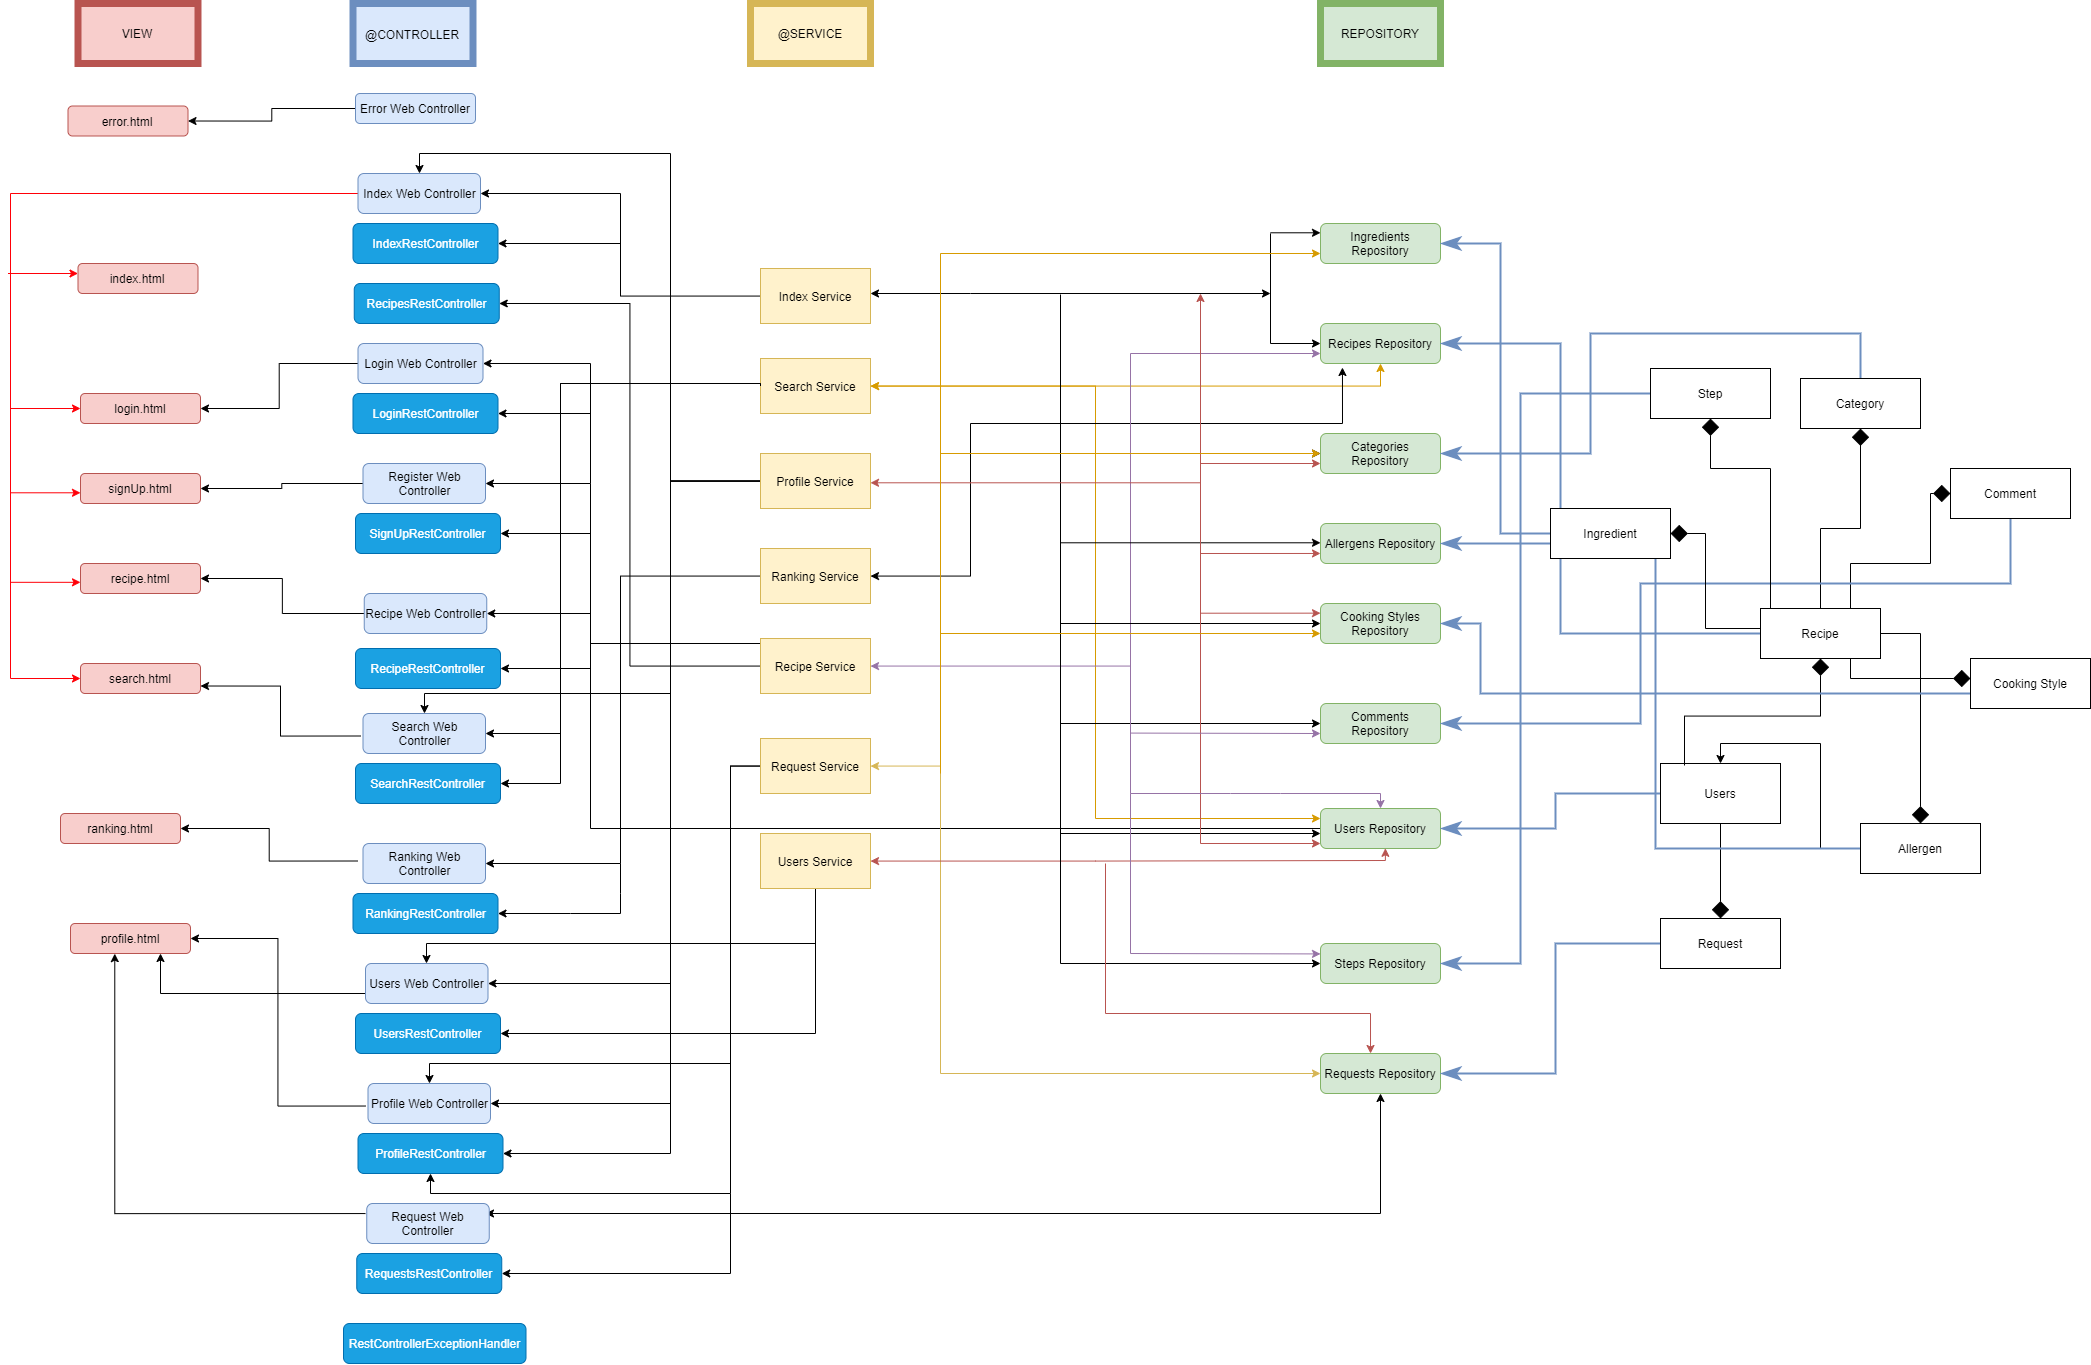 VIEW
@CONTROLLER
@SERVICE
REPOSITORY
error.html
Error Web Controller
Index Web Controller
IndexRestController
index.html
RecipesRestController
Login Web Controller
login.html
LoginRestController
signUp.html
Register Web
Controller
SignUpRestController
recipe.html
Recipe Web Controller
RecipeRestController
search.html
Search Web
Controller
SearchRestController
ranking.html
Ranking Web
Controller
RankingRestController
profile.html
Users Web Controller
UsersRestController
Profile Web Controller
ProfileRestController
Request Web
Controller
RequestsRestController
RestControllerExceptionHandler
Index Service
Search Service
Profile Service
Ranking Service
Recipe Service
Request Service
Users Service
Ingredients
Repository
Recipes Repository
Categories
Repository
Allergens Repository
Cooking Styles
Repository
Comments
Repository
Users Repository
Steps Repository
Requests Repository
Step
Category
Comment
Ingredient
Recipe
Cooking Style
Users
Allergen
Request